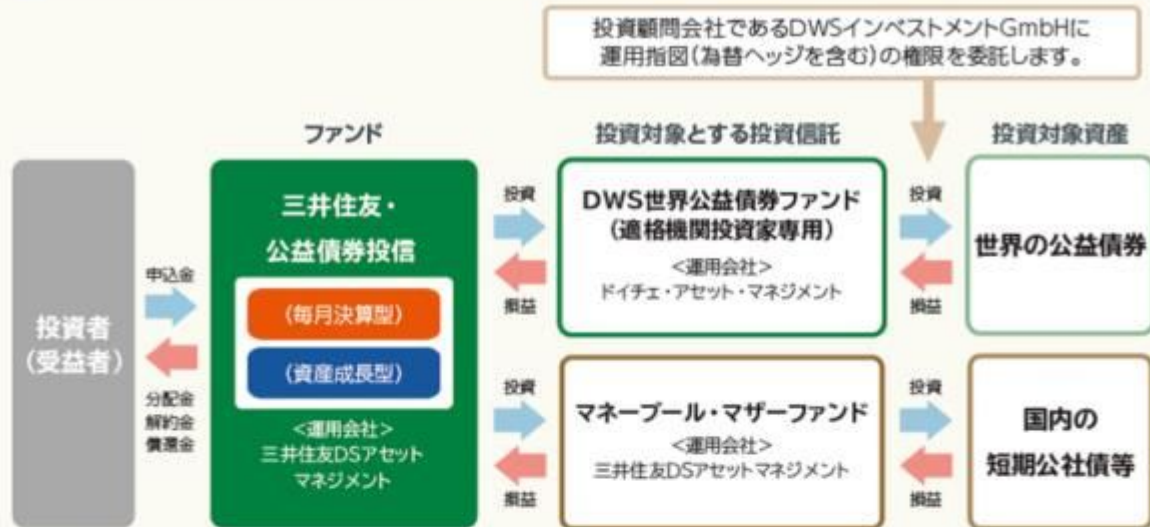 投資顧問会社であるDWSインベストメントGmbHに
運用指図(為替ヘッジを含む)の権限を委託します。
ファンド
投資対象とする投資信託
投資対象資産
投資者
(受益者)
申込金
分配金
解約金
償還金
三井住友・
公益債券投信
(毎月決算型)
(資産成長型)
<運用会社>
三井住友DSアセット
マネジメント
投資
損益
DWS世界公益債券ファンド
(適格機関投資家専用)
<運用会社>
ドイチェ・アセット・マネジメント
投資
損益
世界の公益債券
投資
損益
マネープール・マザーファンド
<運用会社>
三井住友DSアセットマネジメント
投資
損益
国内の
短期公社債等